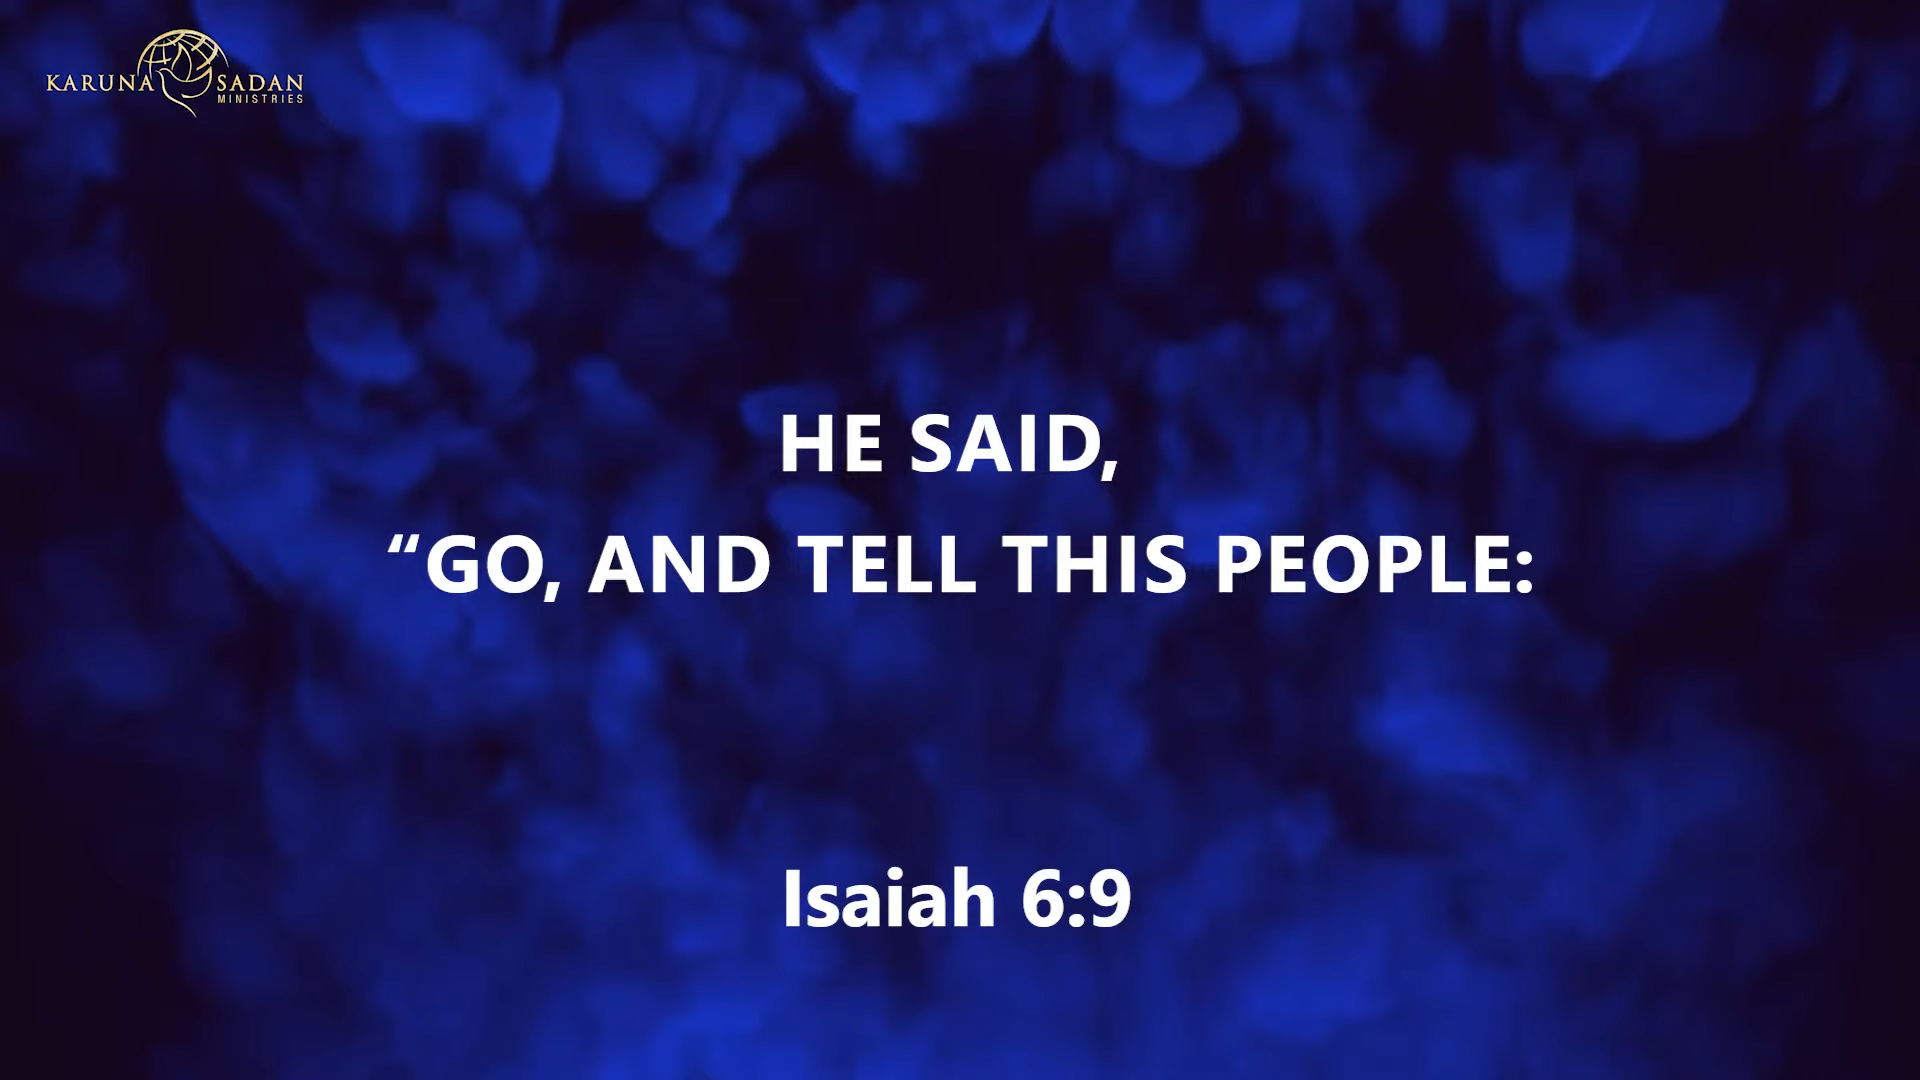 KARUNA SADAN
MINISTRIES
HE SAID,
“GO, AND TELL THIS PEOPLE:
Isaiah 6:9